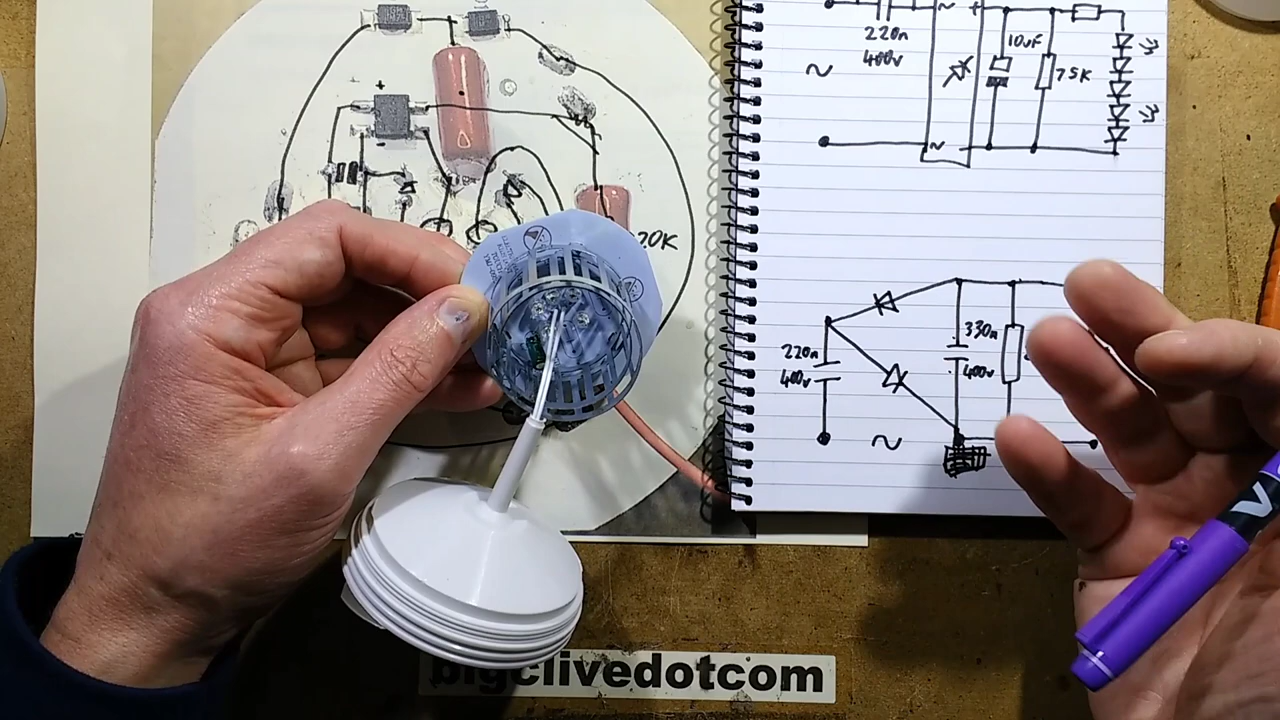 220n
400v
~
+
~
~
10uF
75K
+
-
20K
220n
400v
330n
400v
~
bigclivedotcom